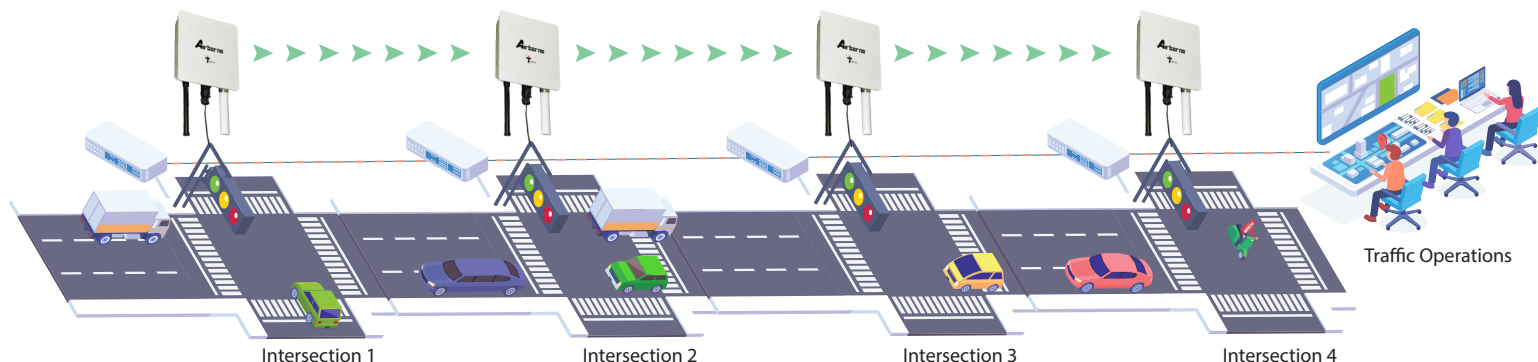 Airborne
Airborne
Airborne
Airborne
Traffic Operations
Intersection 1
Intersection 2
Intersection 3
Intersection 4